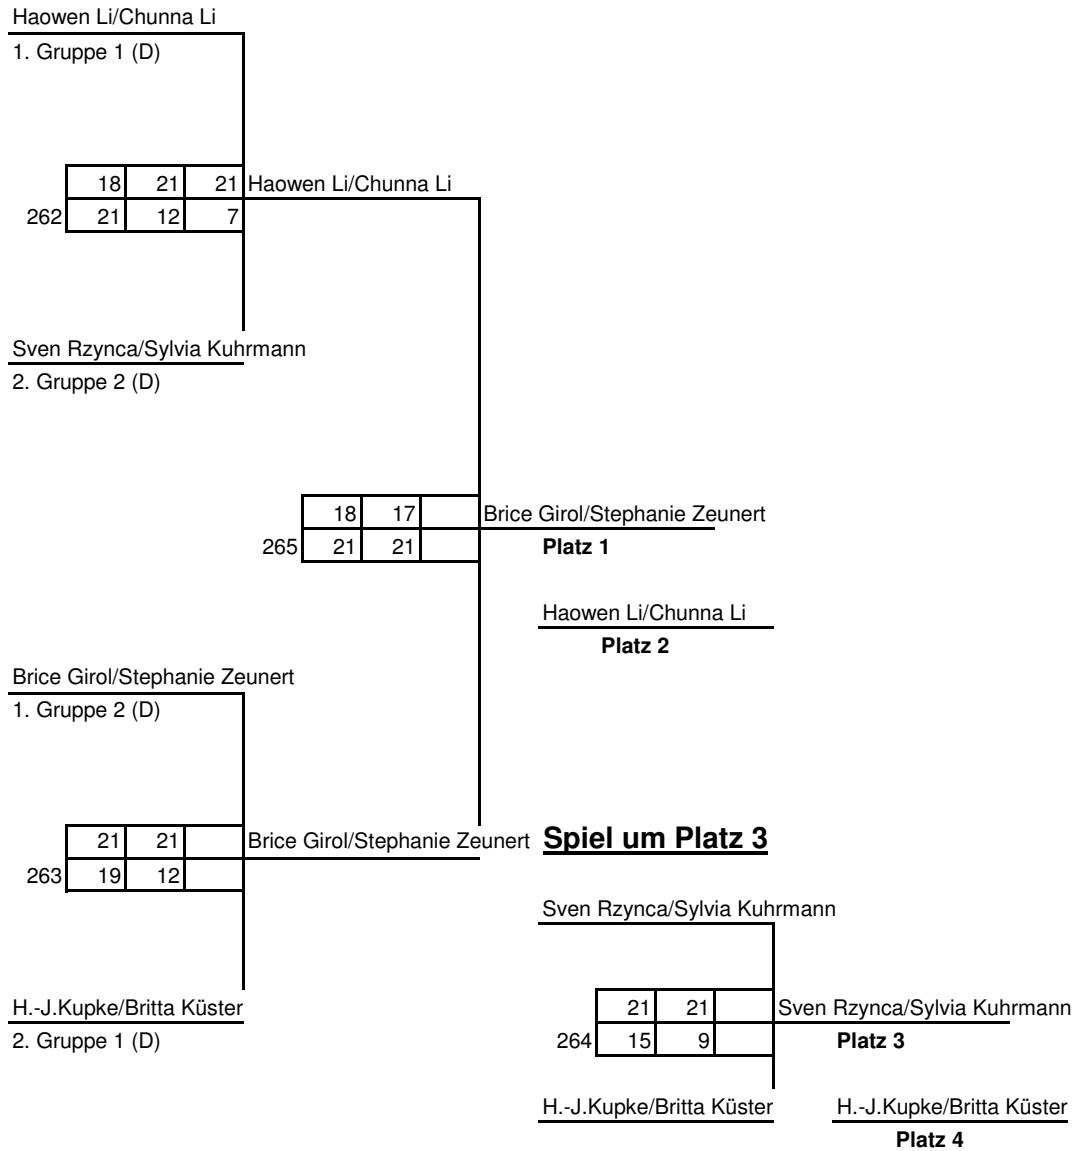 Haowen Li/Chunna Li
1. Gruppe 1 (D)
18 21 21 Haowen Li/Chunna Li
262 21 12 7
Sven Rzynca/Sylvia Kuhrmann
2. Gruppe 2 (D)
18 17 Brice Girol/Stephanie Zeunert
265 21 21 Platz 1
Haowen Li/Chunna Li
Platz 2
Brice Girol/Stephanie Zeunert
1. Gruppe 2 (D)
21 21 Brice Girol/Stephanie Zeunert Spiel um Platz 3
263 19 12
Sven Rzynca/Sylvia Kuhrmann
H.-J.Kupke/Britta Küster 21 21 Sven Rzynca/Sylvia Kuhrmann
2. Gruppe 1 (D) 264 15 9 Platz 3
H.-J.Kupke/Britta Küster H.-J.Kupke/Britta Küster
Platz 4